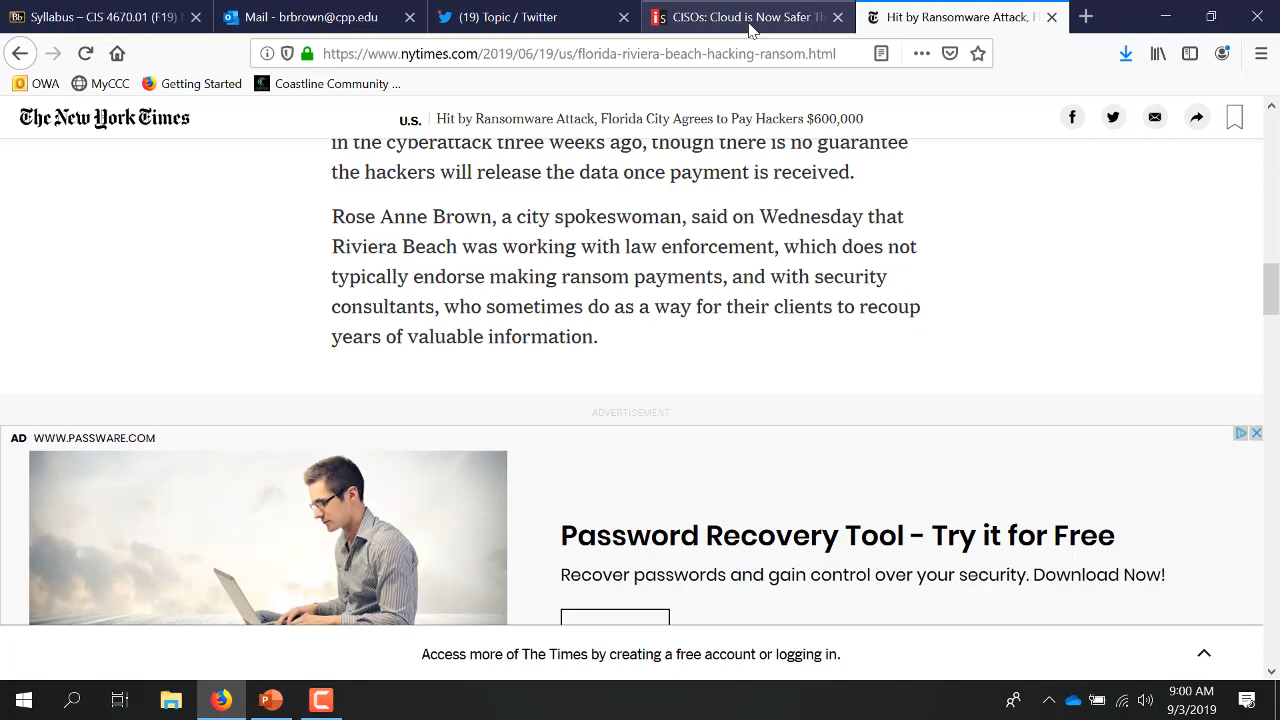 Bb Syllabus – CIS 4670.01 (F19)
Mail - brbrown@cpp.edu
(19) Topic / Twitter
is CISOs: Cloud is Now Safer Th
Hit by Ransomware Attack, F
https://www.nytimes.com/2019/06/19/us/florida-riviera-beach-hacking-ransom.html
OWA MyCCC Getting Started Coastline Community ...
The New York Times
U.S. Hit by Ransomware Attack, Florida City Agrees to Pay Hackers $600,000
in the cyberattack three weeks ago, though there is no guarantee
the hackers will release the data once payment is received.
Rose Anne Brown, a city spokeswoman, said on Wednesday that
Riviera Beach was working with law enforcement, which does not
typically endorse making ransom payments, and with security
consultants, who sometimes do as a way for their clients to recoup
years of valuable information.
ADVERTISEMENT
AD WWW.PASSWARE.COM
Password Recovery Tool - Try it for Free
Recover passwords and gain control over your security. Download Now!
Access more of The Times by creating a free account or logging in.
9:00 AM
9/3/2019